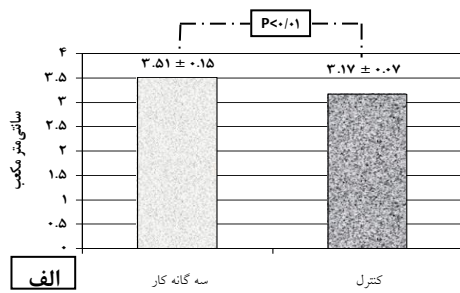 P<۰/۰۱
۳.۵۱ ± ۰.۱۵
۳.۱۷ ± ۰.۰۷
سانتی‌متر مکعب
۴
۳.۵
۳
۲.۵
۲
۱.۵
۱
۰.۵
۰
سه گانه کار
کنترل
الف